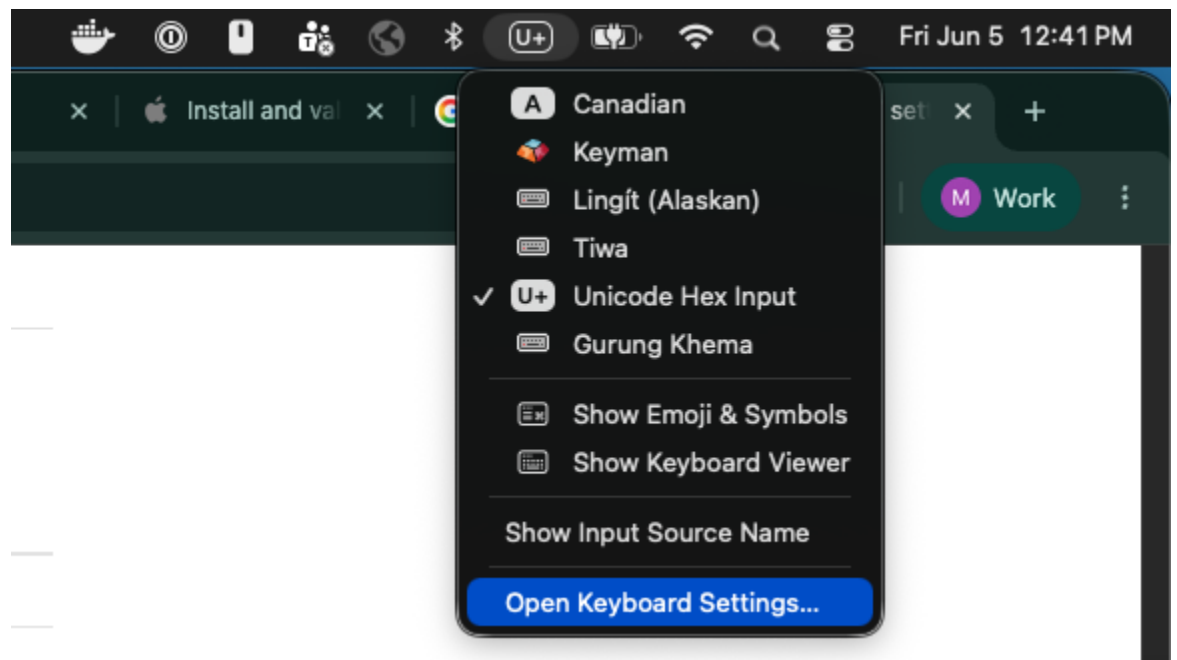 U+ Fri Jun 5 12:41 PM
Install and val
set
A Canadian
Keyman
M Work
Lingít (Alaskan)
Tiwa
U+ Unicode Hex Input
Gurung Khema
Show Emoji & Symbols
Show Keyboard Viewer
Show Input Source Name
Open Keyboard Settings...